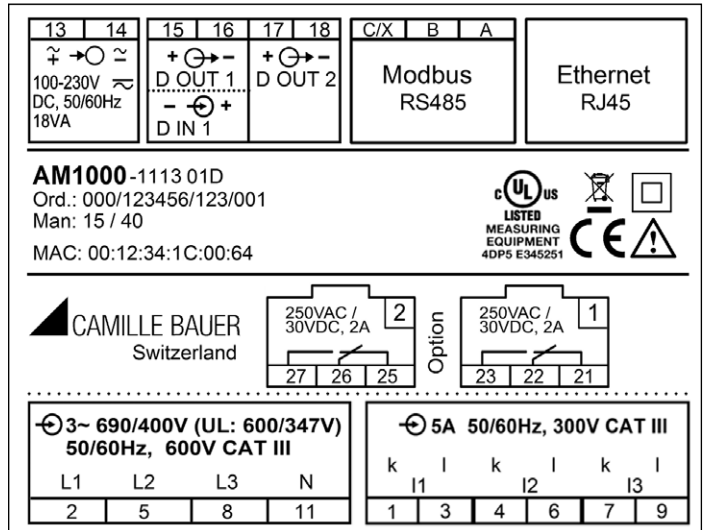 13 14 15 16 17 18 C/X B A
100-230V
DC, 50/60Hz
18VA
+ - + -
D OUT 1 D OUT 2
- +
D IN 1
Modbus
RS485
Ethernet
RJ45
AM1000-1113 01D
Ord.: 000/123456/123/001
Man: 15 / 40
MAC: 00:12:34:1C:00:64
c UL us
LISTED
MEASURING
EQUIPMENT
4DP5 E345251
CE
CAMILLE BAUER
Switzerland
250VAC /
30VDC, 2A
2
27 26 25
Option
250VAC /
30VDC, 2A
1
23 22 21
3~ 690/400V (UL: 600/347V)
50/60Hz, 600V CAT III
L1 L2 L3 N
2 5 8 11
5A 50/60Hz, 300V CAT III
k l k l k l
I1 I2 I3
1 3 4 6 7 9